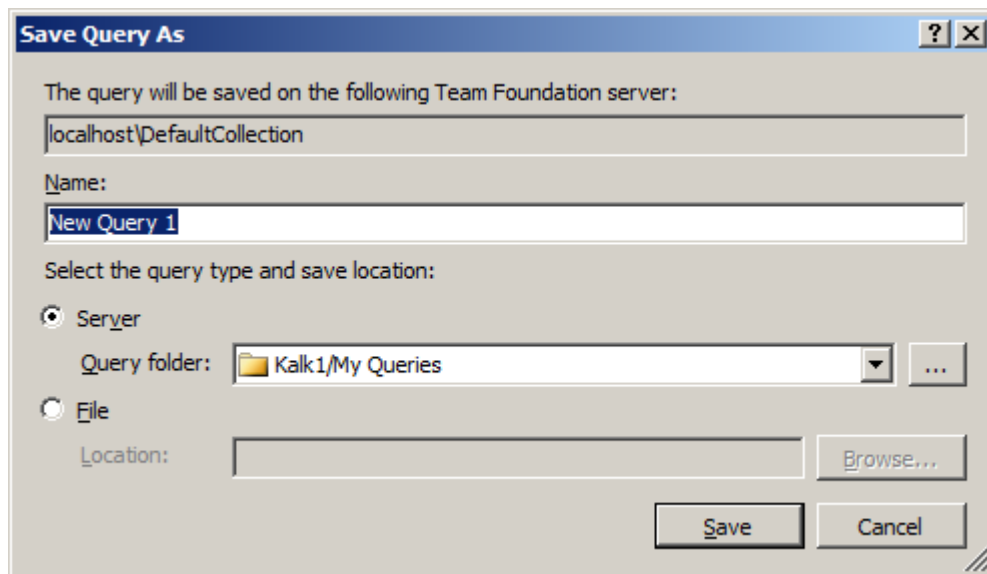 Save Query As
The query will be saved on the following Team Foundation server:
localhost\DefaultCollection
Name:
New Query 1
Select the query type and save location:
Server
Query folder: Kalk1/My Queries ...
File
Location: Browse...
Save Cancel